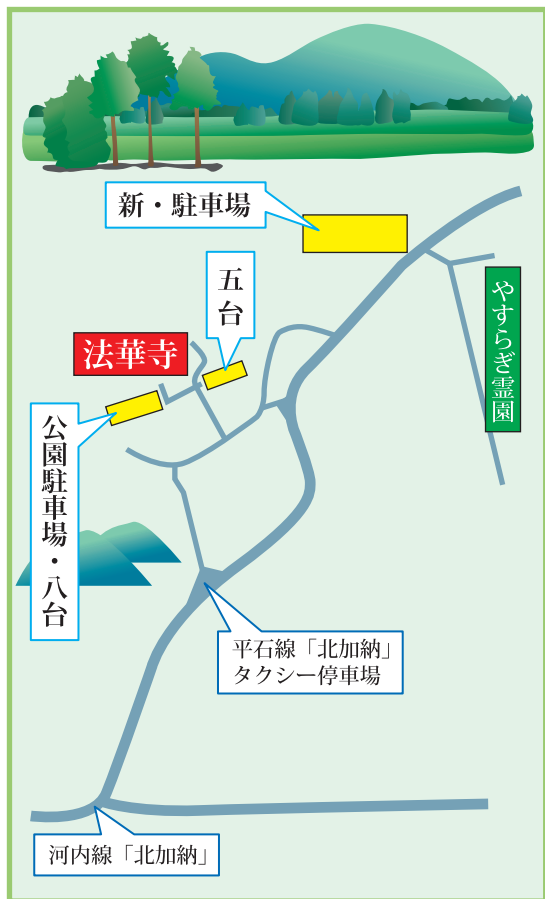 新・駐車場
五台
法華寺
やすらぎ霊園
公園駐車場・八台
平石線「北加納」
タクシー停車場
河内線「北加納」